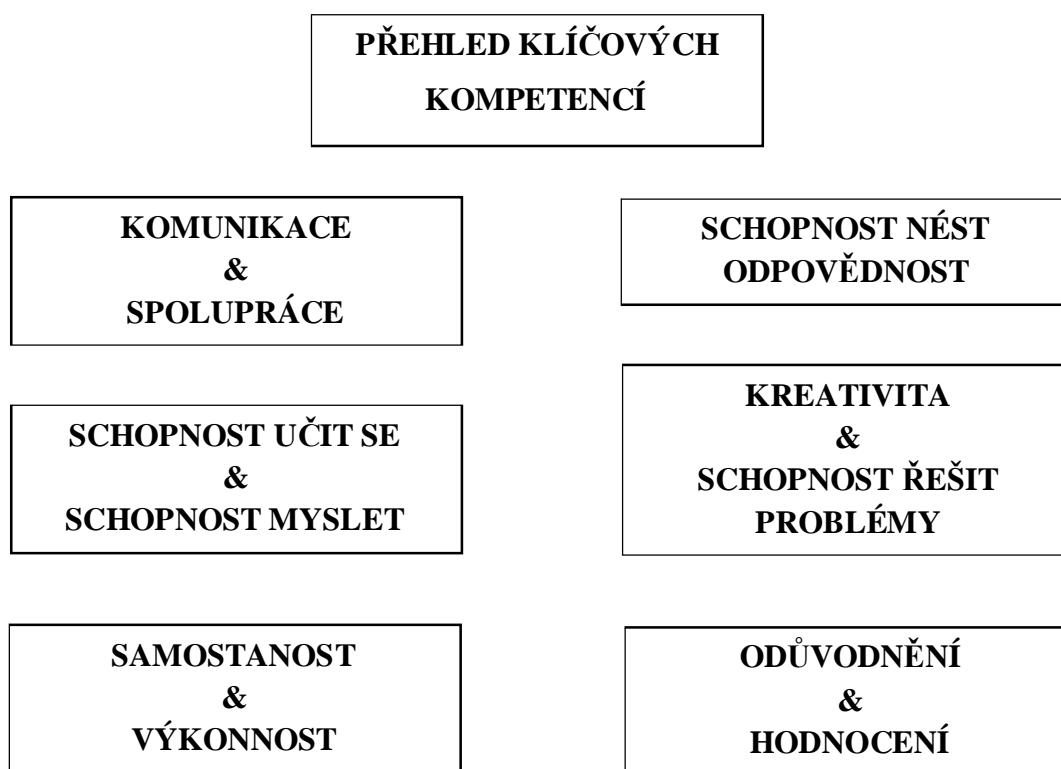 PŘEHLED KLÍČOVÝCH
KOMPETENCÍ
KOMUNIKACE
&
SPOLUPRÁCE
SCHOPNOST NÉST
ODPOVĚDNOST
SCHOPNOST UČIT SE
&
SCHOPNOST MYSLET
KREATIVITA
&
SCHOPNOST ŘEŠIT
PROBLÉMY
SAMOSTANOST
&
VÝKONNOST
ODŮVODNĚNÍ
&
HODNOCENÍ